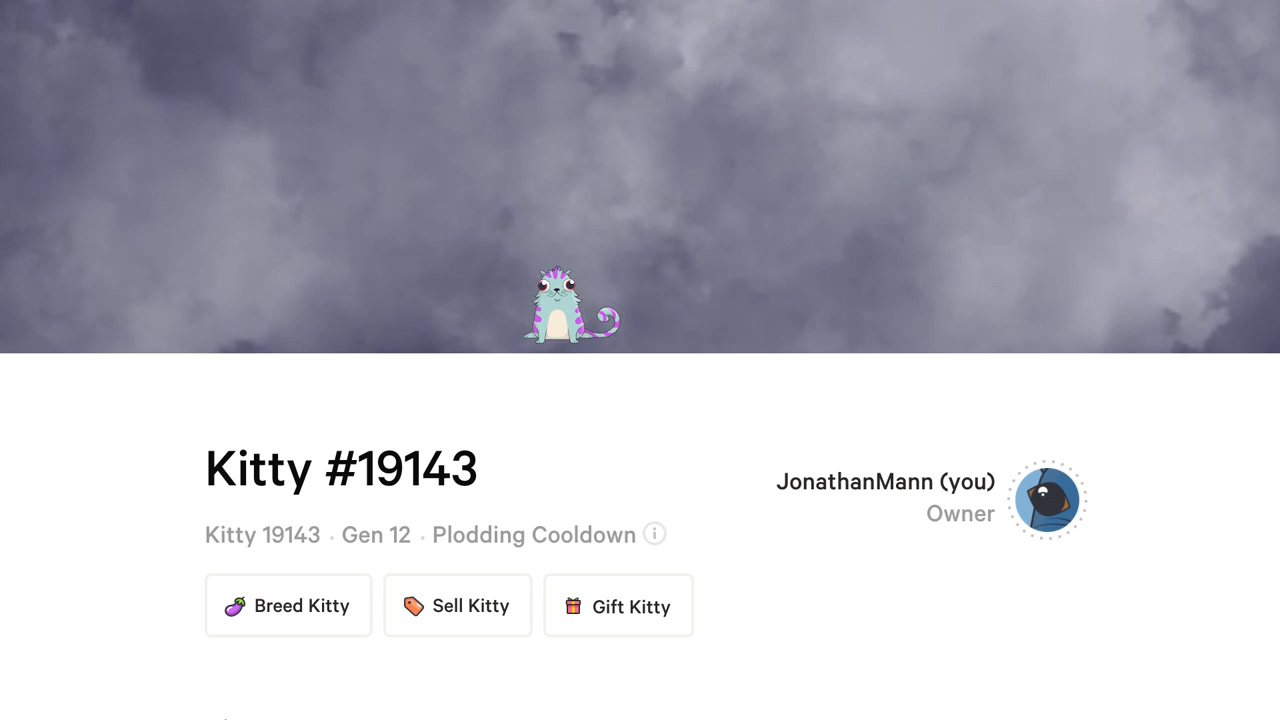 Kitty #19143
JonathanMann (you)
Owner
Kitty 19143 · Gen 12 · Plodding Cooldown
Breed Kitty
Sell Kitty
Gift Kitty